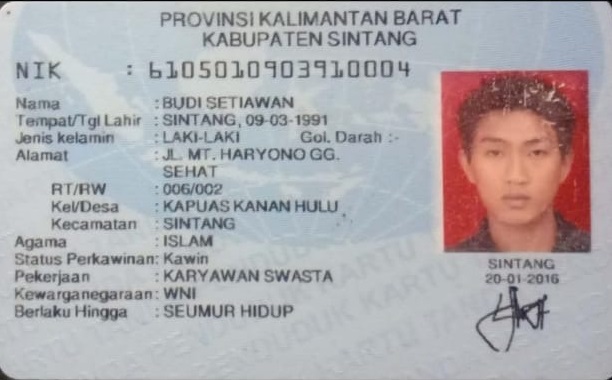 PROVINSI KALIMANTAN BARAT
KABUPATEN SINTANG
NIK : 6105010903910004
Nama : BUDI SETIAWAN
Tempat/Tgl Lahir : SINTANG, 09-03-1991
Jenis kelamin : LAKI-LAKI Gol. Darah :-
Alamat : JL. MT. HARYONO GG.
SEHAT
RT/RW : 006/002
Kel/Desa : KAPUAS KANAN HULU
Kecamatan : SINTANG
Agama : ISLAM
Status Perkawinan: Kawin
Pekerjaan : KARYAWAN SWASTA
Kewarganegaraan: WNI
Berlaku Hingga : SEUMUR HIDUP
SINTANG
20-01-2016